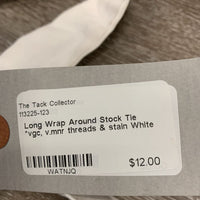 The Tack Collector
113225-123
Long Wrap Around Stock Tie
*vgc, v.mnr threads & stain White
WATNJQ
$12.00